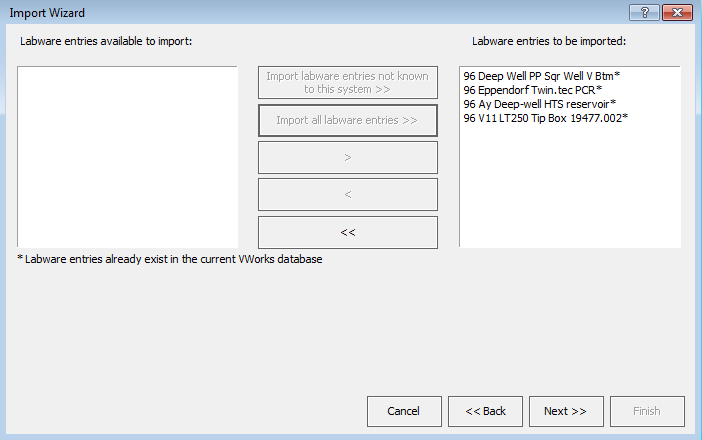 Import Wizard
Labware entries available to import:
Labware entries to be imported:
Import labware entries not known
to this system >>
Import all labware entries >>
>
<
<<
96 Deep Well PP Sqr Well V Btm*
96 Eppendorf Twin.tec PCR*
96 Ay Deep-well HTS reservoir*
96 V11 LT250 Tip Box 19477.002*
* Labware entries already exist in the current VWorks database
Cancel
<< Back
Next >>
Finish